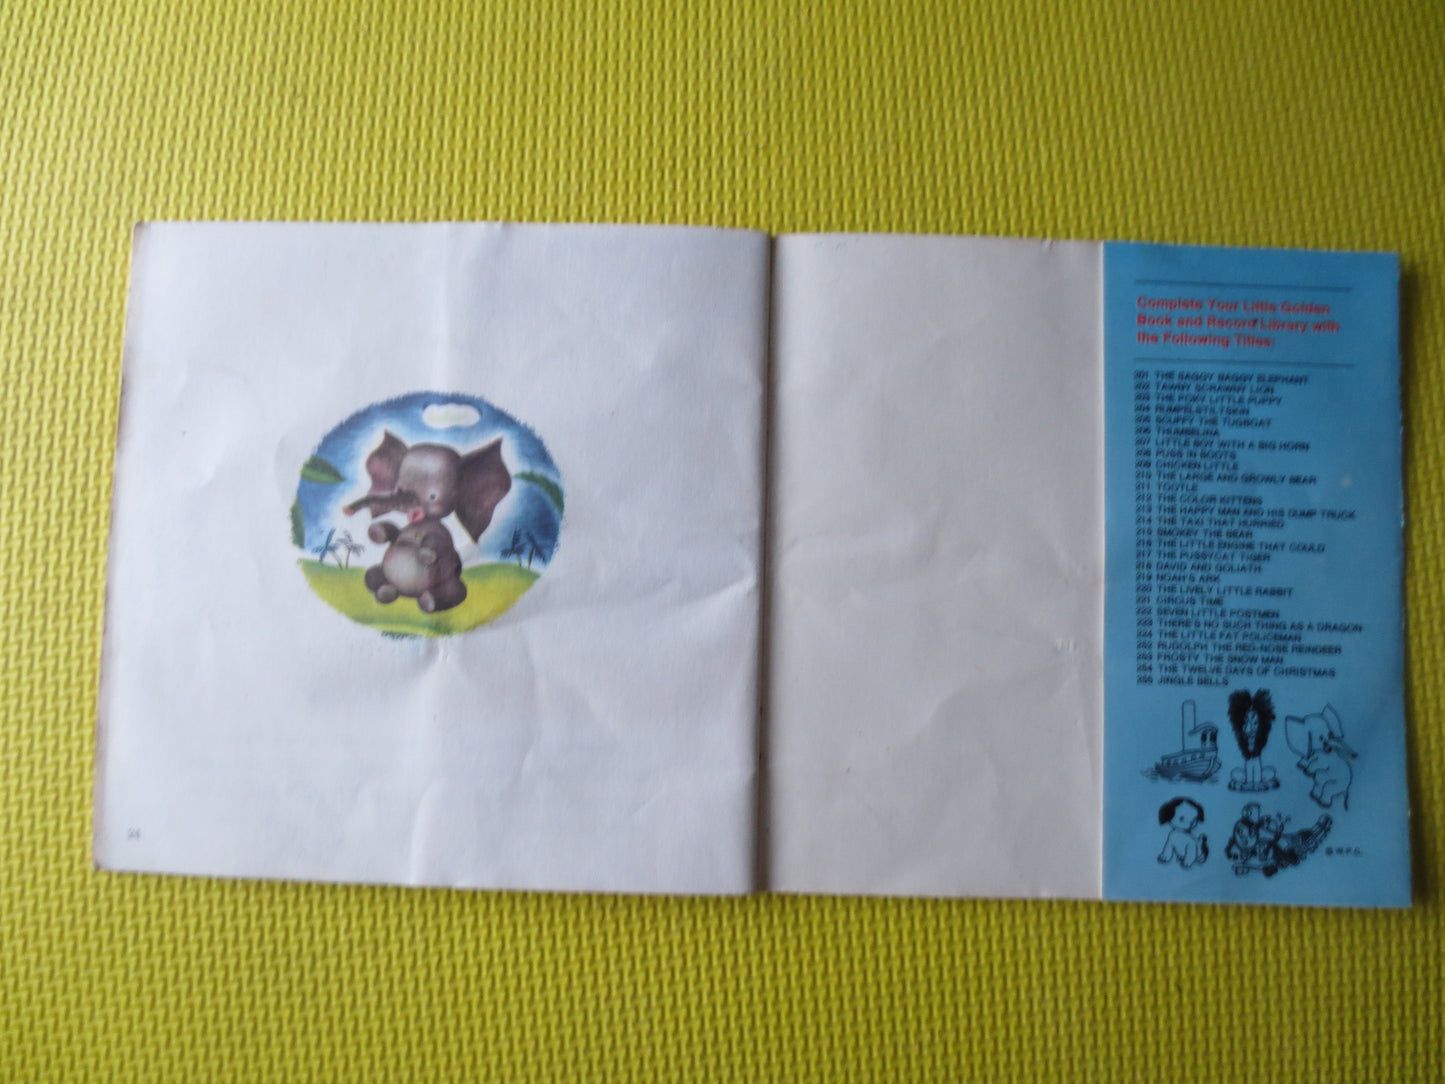 24
Complete Your Little Golden
Book and Record Library with
the Following Titles:
201 THE SAGGY BAGGY ELEPHANT
202 TAWNY SCRAWNY LION
203 THE POKY LITTLE PUPPY
204 RUMPELSTILTSKIN
205 SCUFFY THE TUGBOAT
206 THUMBELINA
207 LITTLE BOY WITH A BIG HORN
208 PUSS IN BOOTS
209 CHICKEN LITTLE
210 THE LARGE AND GROWLY BEAR
211 TOOTLE
212 THE COLOR KITTENS
213 THE HAPPY MAN AND HIS DUMP TRUCK
214 THE TAXI THAT HURRIED
215 SMOKEY THE BEAR
216 THE LITTLE ENGINE THAT COULD
217 THE PUSSYCAT TIGER
218 DAVID AND GOLIATH
219 NOAH'S ARK
220 THE LIVELY LITTLE RABBIT
221 CIRCUS TIME
222 SEVEN LITTLE POSTMEN
223 THERE'S NO SUCH THING AS A DRAGON
224 THE LITTLE FAT POLICEMAN
252 RUDOLPH THE RED-NOSE REINDEER
253 FROSTY THE SNOW MAN
254 THE TWELVE DAYS OF CHRISTMAS
255 JINGLE BELLS
© W.P.C.